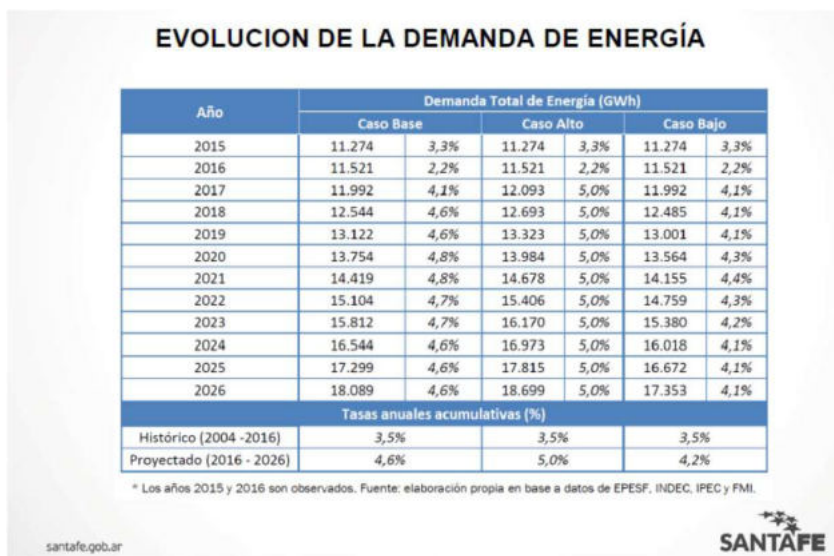 EVOLUCION DE LA DEMANDA DE ENERGÍA
Año Demanda Total de Energía (GWh)
Caso Base Caso Alto Caso Bajo
2015 11.274 3,3% 11.274 3,3% 11.274 3,3%
2016 11.521 2,2% 11.521 2,2% 11.521 2,2%
2017 11.992 4,1% 12.093 5,0% 11.992 4,1%
2018 12.544 4,6% 12.693 5,0% 12.485 4,1%
2019 13.122 4,6% 13.323 5,0% 13.001 4,1%
2020 13.754 4,8% 13.984 5,0% 13.564 4,3%
2021 14.419 4,8% 14.678 5,0% 14.155 4,4%
2022 15.104 4,7% 15.406 5,0% 14.759 4,3%
2023 15.812 4,7% 16.170 5,0% 15.380 4,2%
2024 16.544 4,6% 16.973 5,0% 16.018 4,1%
2025 17.299 4,6% 17.815 5,0% 16.672 4,1%
2026 18.089 4,6% 18.699 5,0% 17.353 4,1%
Tasas anuales acumulativas (%)
Histórico (2004 -2016) 3,5% 3,5% 3,5%
Proyectado (2016 - 2026) 4,6% 5,0% 4,2%
* Los años 2015 y 2016 son observados. Fuente: elaboración propia en base a datos de EPESF, INDEC, IPEC y FMI.
santafe.gob.ar
SANTAFE